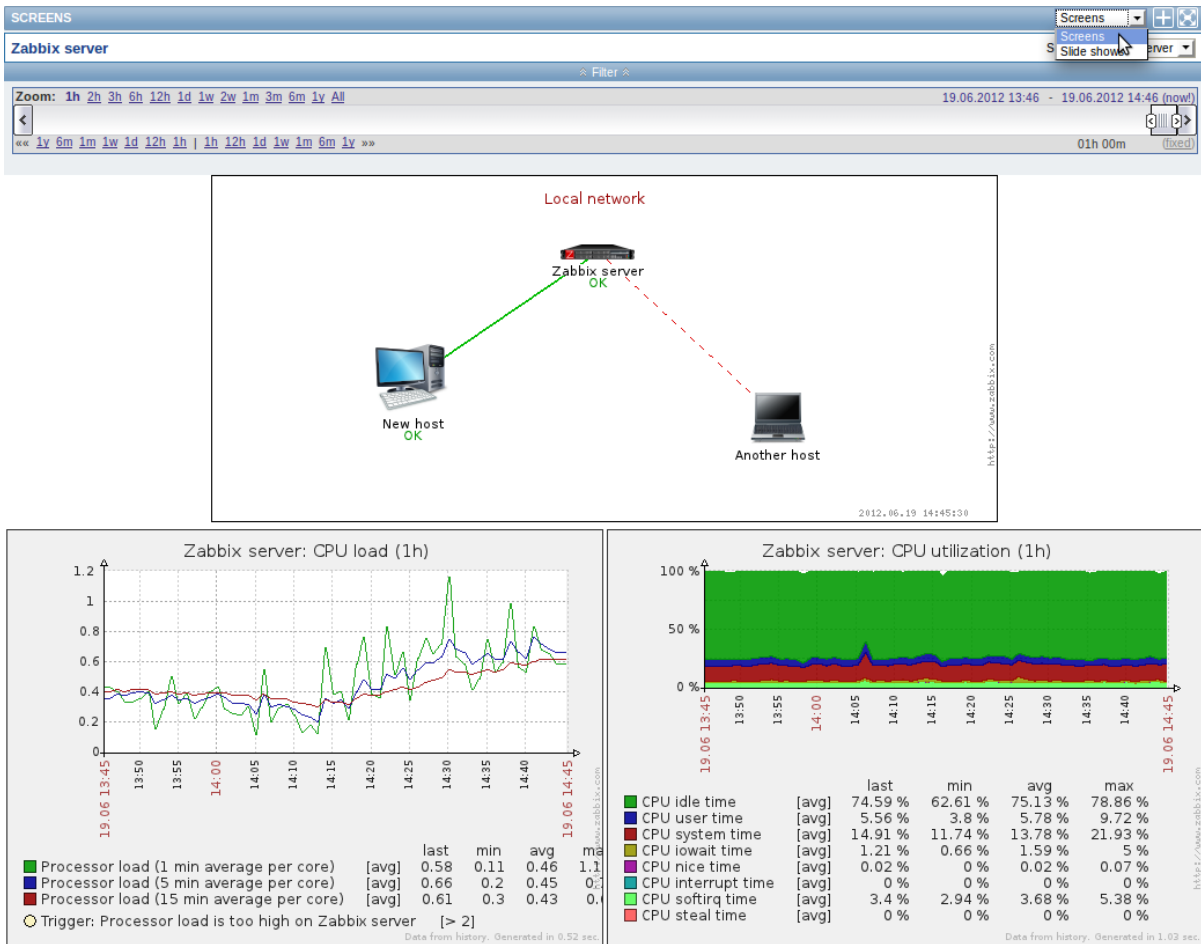 SCREENS Screens
Screens
Zabbix server S erver
Slide shows
Filter
Zoom: 1h 2h 3h 6h 12h 1d 1w 2w 1m 3m 6m 1y All 19.06.2012 13:46 - 19.06.2012 14:46 (now!)
«« 1y 6m 1m 1w 1d 12h 1h | 1h 12h 1d 1w 1m 6m 1y »» 01h 00m (fixed)
Local network
Z
Zabbix server
OK
New host
OK
Another host
http://www.zabbix.com
2012.06.19 14:45:30
Zabbix server: CPU load (1h)
1.2
1
0.8
0.6
0.4
0.2
0
19.06 13:45 13:50 13:55 14:00 14:05 14:10 14:15 14:20 14:25 14:30 14:35 14:40 19.06 14:45
last min avg ma
Processor load (1 min average per core) [avg] 0.58 0.11 0.46 1.1
Processor load (5 min average per core) [avg] 0.66 0.2 0.45 0.
Processor load (15 min average per core) [avg] 0.61 0.3 0.43 0.
Trigger: Processor load is too high on Zabbix server [> 2]
Data from history. Generated in 0.52 sec.
Zabbix server: CPU utilization (1h)
100 %
50 %
0 %
19.06 13:45 13:50 13:55 14:00 14:05 14:10 14:15 14:20 14:25 14:30 14:35 14:40 19.06 14:45
last min avg max
CPU idle time [avg] 74.59 % 62.61 % 75.13 % 78.86 %
CPU user time [avg] 5.56 % 3.8 % 5.78 % 9.72 %
CPU system time [avg] 14.91 % 11.74 % 13.78 % 21.93 %
CPU iowait time [avg] 1.21 % 0.66 % 1.59 % 5 %
CPU nice time [avg] 0.02 % 0 % 0.02 % 0.07 %
CPU interrupt time [avg] 0 % 0 % 0 % 0 %
CPU softirq time [avg] 3.4 % 2.94 % 3.68 % 5.38 %
CPU steal time [avg] 0 % 0 % 0 % 0 %
Data from history. Generated in 1.03 sec.